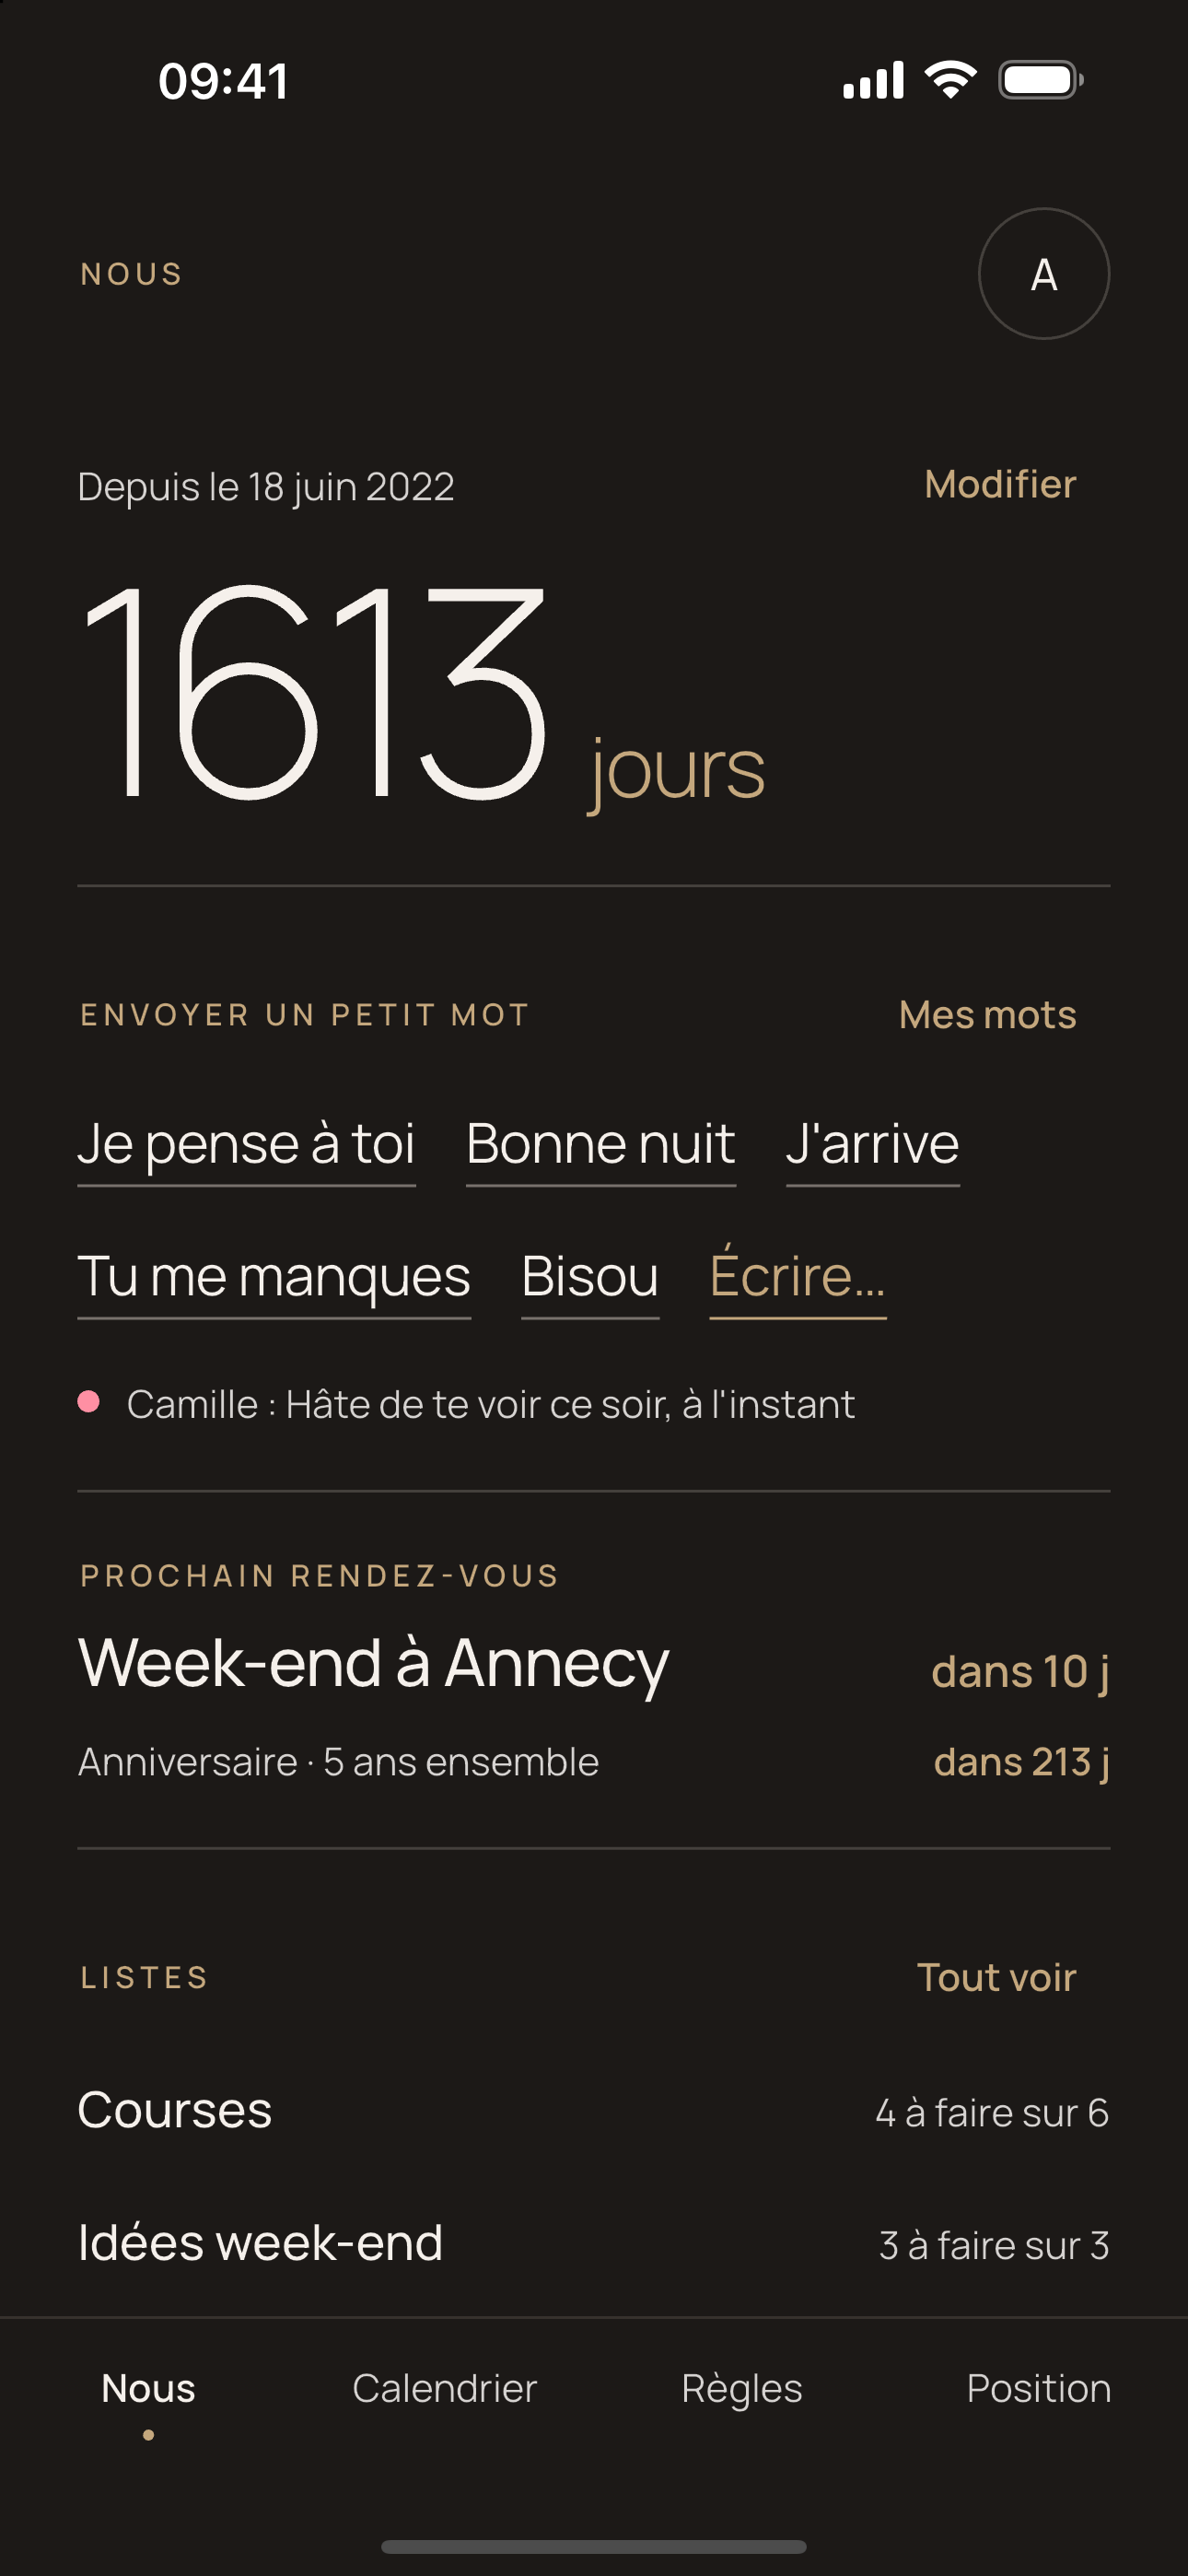 09:41
NOUS
A
Depuis le 18 juin 2022
Modifier
1613 jours
ENVOYER UN PETIT MOT
Mes mots
Je pense à toi Bonne nuit J'arrive
Tu me manques Bisou Écrire...
Camille : Hâte de te voir ce soir, à l'instant
PROCHAIN RENDEZ-VOUS
Week-end à Annecy dans 10 j
Anniversaire · 5 ans ensemble dans 213 j
LISTES
Tout voir
Courses 4 à faire sur 6
Idées week-end 3 à faire sur 3
Nous Calendrier Règles Position